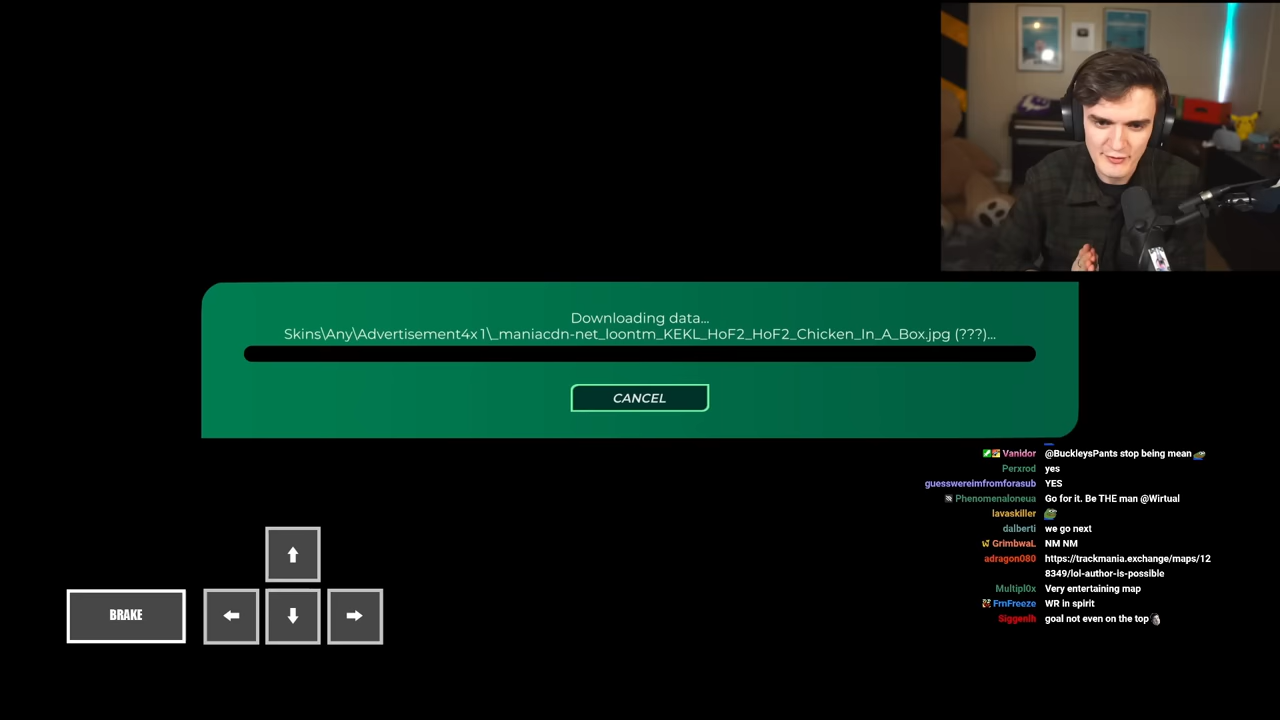 Downloading data...
Skins\Any\Advertisement4x1\_maniacdn-net_loontm_KEKL_HoF2_HoF2_Chicken_In_A_Box.jpg (???)...
CANCEL
Vanldor @BuckleysPants stop being mean
Perxrod yes
guesswereimfromforasub YES
Phenomenaloneua Go for it. Be THE man @Wirtual
lavaskiller
dalberti we go next
GrimbwaL NM NM
adragon080 https://trackmania.exchange/maps/12
8349/lol-author-is-possible
Multipl0x Very entertaining map
FrnFreeze WR in spirit
Siggenlh goal not even on the top
BRAKE